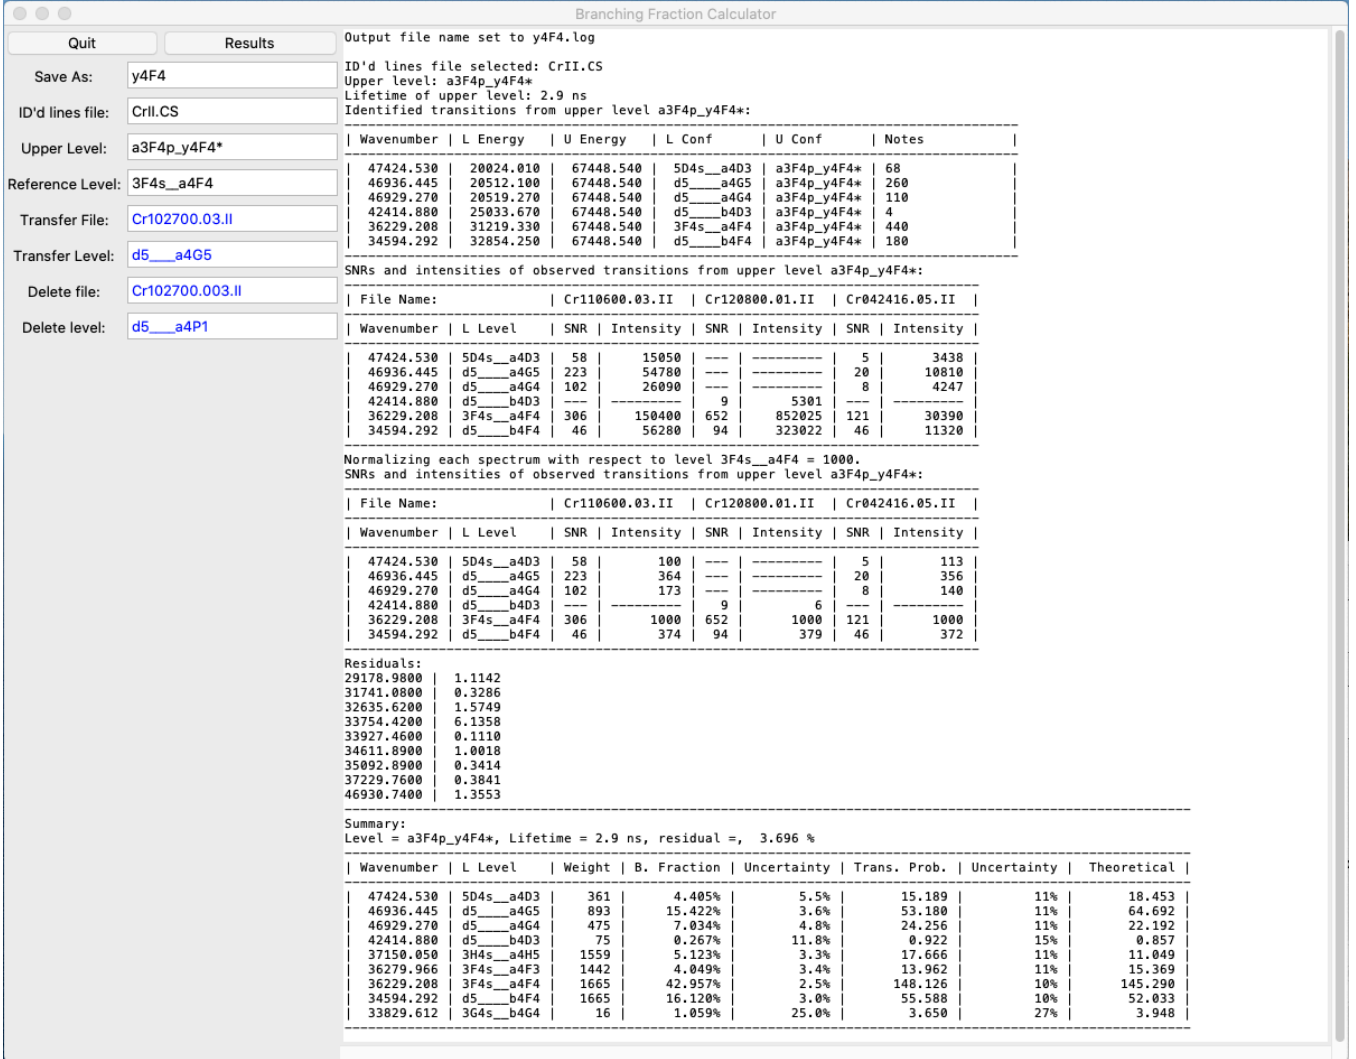 Branching Fraction Calculator
Quit
Results
Save As: y4F4
ID'd lines file: CrII.CS
Upper Level: a3F4p_y4F4*
Reference Level: 3F4s__a4F4
Transfer File: Cr102700.03.II
Transfer Level: d5____a4G5
Delete file: Cr102700.003.II
Delete level: d5____a4P1
Output file name set to y4F4.log
ID'd lines file selected: CrII.CS
Upper level: a3F4p_y4F4*
Lifetime of upper level: 2.9 ns
Identified transitions from upper level a3F4p_y4F4*:
| Wavenumber | L Energy | U Energy | L Conf | U Conf | Notes |
| 47424.530 | 20024.010 | 67448.540 | 5D4s__a4D3 | a3F4p_y4F4* | 68 |
| 46936.445 | 20512.100 | 67448.540 | d5____a4G5 | a3F4p_y4F4* | 260 |
| 46929.270 | 20519.270 | 67448.540 | d5____a4G4 | a3F4p_y4F4* | 110 |
| 42414.880 | 25033.670 | 67448.540 | d5____b4D3 | a3F4p_y4F4* | 4 |
| 36229.208 | 31219.330 | 67448.540 | 3F4s__a4F4 | a3F4p_y4F4* | 440 |
| 34594.292 | 32854.250 | 67448.540 | d5____b4F4 | a3F4p_y4F4* | 180 |
SNRs and intensities of observed transitions from upper level a3F4p_y4F4*:
| File Name: | Cr110600.03.II | Cr120800.01.II | Cr042416.05.II |
| Wavenumber | L Level | SNR | Intensity | SNR | Intensity | SNR | Intensity |
| 47424.530 | 5D4s__a4D3 | 58 | 15050 | --- | --------- | 5 | 3438 |
| 46936.445 | d5____a4G5 | 223 | 54780 | --- | --------- | 20 | 10810 |
| 46929.270 | d5____a4G4 | 102 | 26090 | --- | --------- | 8 | 4247 |
| 42414.880 | d5____b4D3 | --- | --------- | 9 | 5301 | --- | --------- |
| 36229.208 | 3F4s__a4F4 | 306 | 150400 | 652 | 852025 | 121 | 30390 |
| 34594.292 | d5____b4F4 | 46 | 56280 | 94 | 323022 | 46 | 11320 |
Normalizing each spectrum with respect to level 3F4s__a4F4 = 1000.
SNRs and intensities of observed transitions from upper level a3F4p_y4F4*:
| File Name: | Cr110600.03.II | Cr120800.01.II | Cr042416.05.II |
| Wavenumber | L Level | SNR | Intensity | SNR | Intensity | SNR | Intensity |
| 47424.530 | 5D4s__a4D3 | 58 | 100 | --- | --------- | 5 | 113 |
| 46936.445 | d5____a4G5 | 223 | 364 | --- | --------- | 20 | 356 |
| 46929.270 | d5____a4G4 | 102 | 173 | --- | --------- | 8 | 140 |
| 42414.880 | d5____b4D3 | --- | --------- | 9 | 6 | --- | --------- |
| 36229.208 | 3F4s__a4F4 | 306 | 1000 | 652 | 1000 | 121 | 1000 |
| 34594.292 | d5____b4F4 | 46 | 374 | 94 | 379 | 46 | 372 |
Residuals:
29178.9800 | 1.1142
31741.0800 | 0.3286
32635.6200 | 1.5749
33754.4200 | 6.1358
33927.4600 | 0.1110
34611.8900 | 1.0018
35092.8900 | 0.3414
37229.7600 | 0.3841
46930.7400 | 1.3553
Summary:
Level = a3F4p_y4F4*, Lifetime = 2.9 ns, residual =, 3.696 %
| Wavenumber | L Level | Weight | B. Fraction | Uncertainty | Trans. Prob. | Uncertainty | Theoretical |
| 47424.530 | 5D4s__a4D3 | 361 | 4.405% | 5.5% | 15.189 | 11% | 18.453 |
| 46936.445 | d5____a4G5 | 893 | 15.422% | 3.6% | 53.180 | 11% | 64.692 |
| 46929.270 | d5____a4G4 | 475 | 7.034% | 4.8% | 24.256 | 11% | 22.192 |
| 42414.880 | d5____b4D3 | 75 | 0.267% | 11.8% | 0.922 | 15% | 0.857 |
| 37150.050 | 3H4s__a4H5 | 1559 | 5.123% | 3.3% | 17.666 | 11% | 11.049 |
| 36279.966 | 3F4s__a4F3 | 1442 | 4.049% | 3.4% | 13.962 | 11% | 15.369 |
| 36229.208 | 3F4s__a4F4 | 1665 | 42.957% | 2.5% | 148.126 | 10% | 145.290 |
| 34594.292 | d5____b4F4 | 1665 | 16.120% | 3.0% | 55.588 | 10% | 52.033 |
| 33829.612 | 3G4s__b4G4 | 16 | 1.059% | 25.0% | 3.650 | 27% | 3.948 |